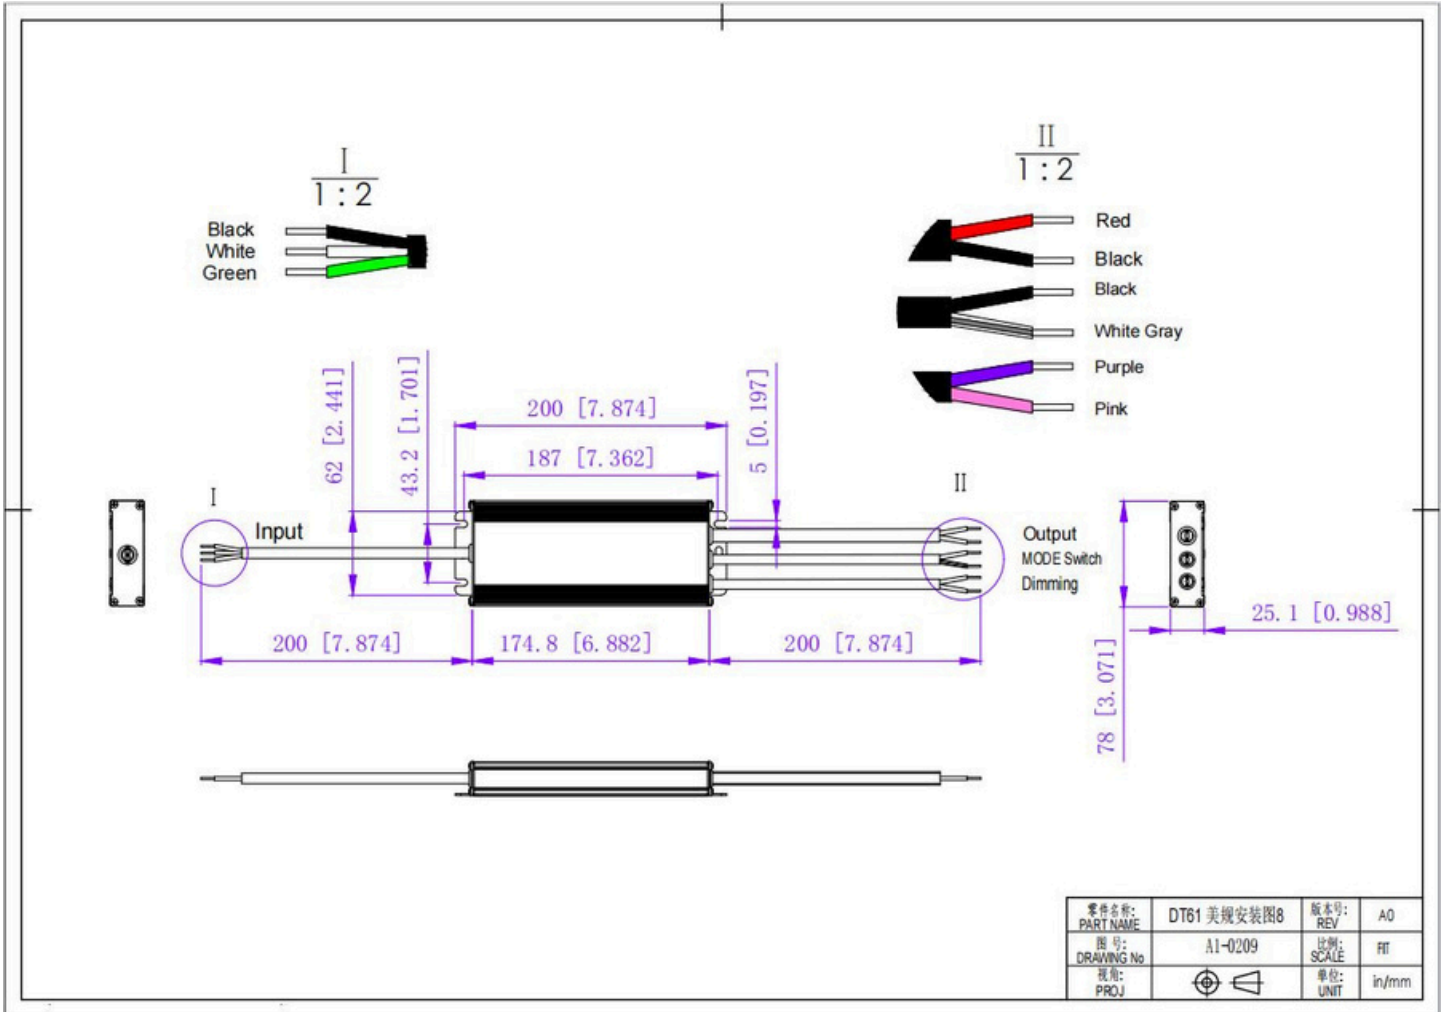 I
1 : 2
Black
White
Green
II
1 : 2
Red
Black
Black
White Gray
Purple
Pink
62 [2.441]
43.2 [1.701]
200 [7.874]
187 [7.362]
5 [0.197]
I
Input
II
Output
MODE Switch
Dimming
200 [7.874]
174.8 [6.882]
200 [7.874]
25.1 [0.988]
78 [3.071]
零件名称: DT61 美规安装图8 版本号: A0
PART NAME REV
图 号: A1-0209 比例: FIT
DRAWING No SCALE
视角: 单位: in/mm
PROJ UNIT